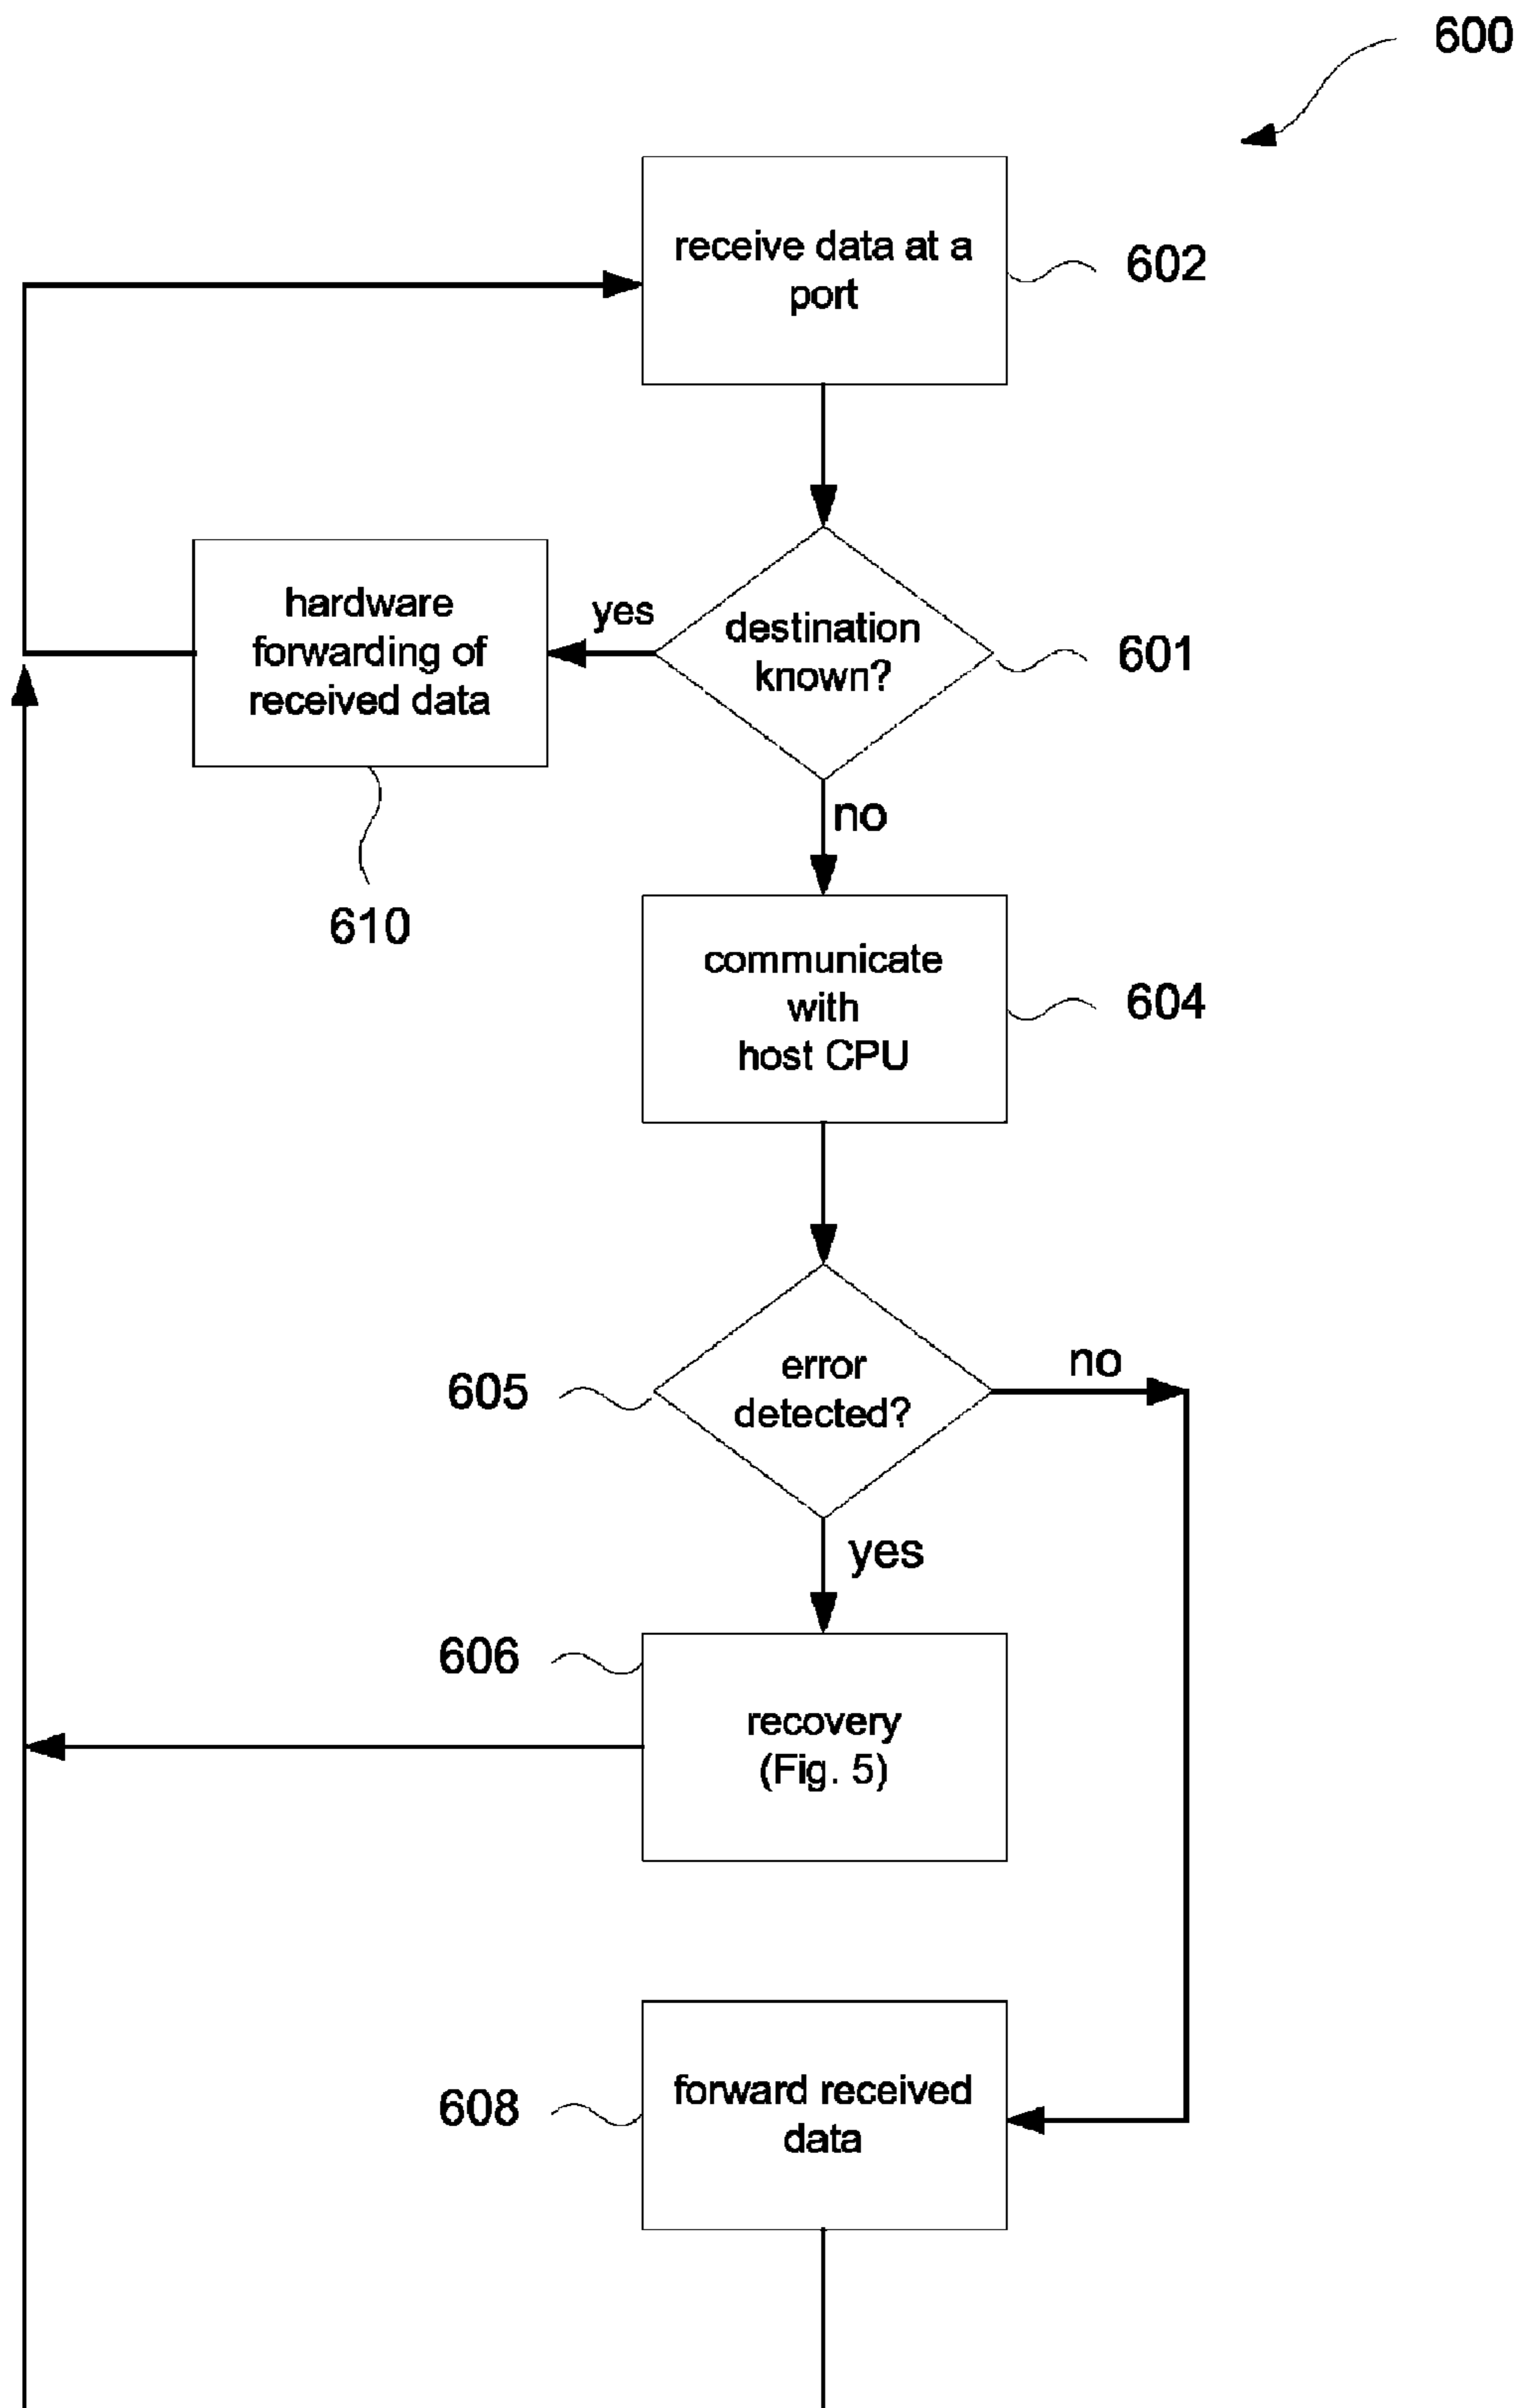 600
receive data at a
port
602
hardware
forwarding of
received data
yes
destination
known?
601
610
no
communicate
with
host CPU
604
605
error
detected?
no
yes
606
recovery
(Fig. 5)
608
forward received
data